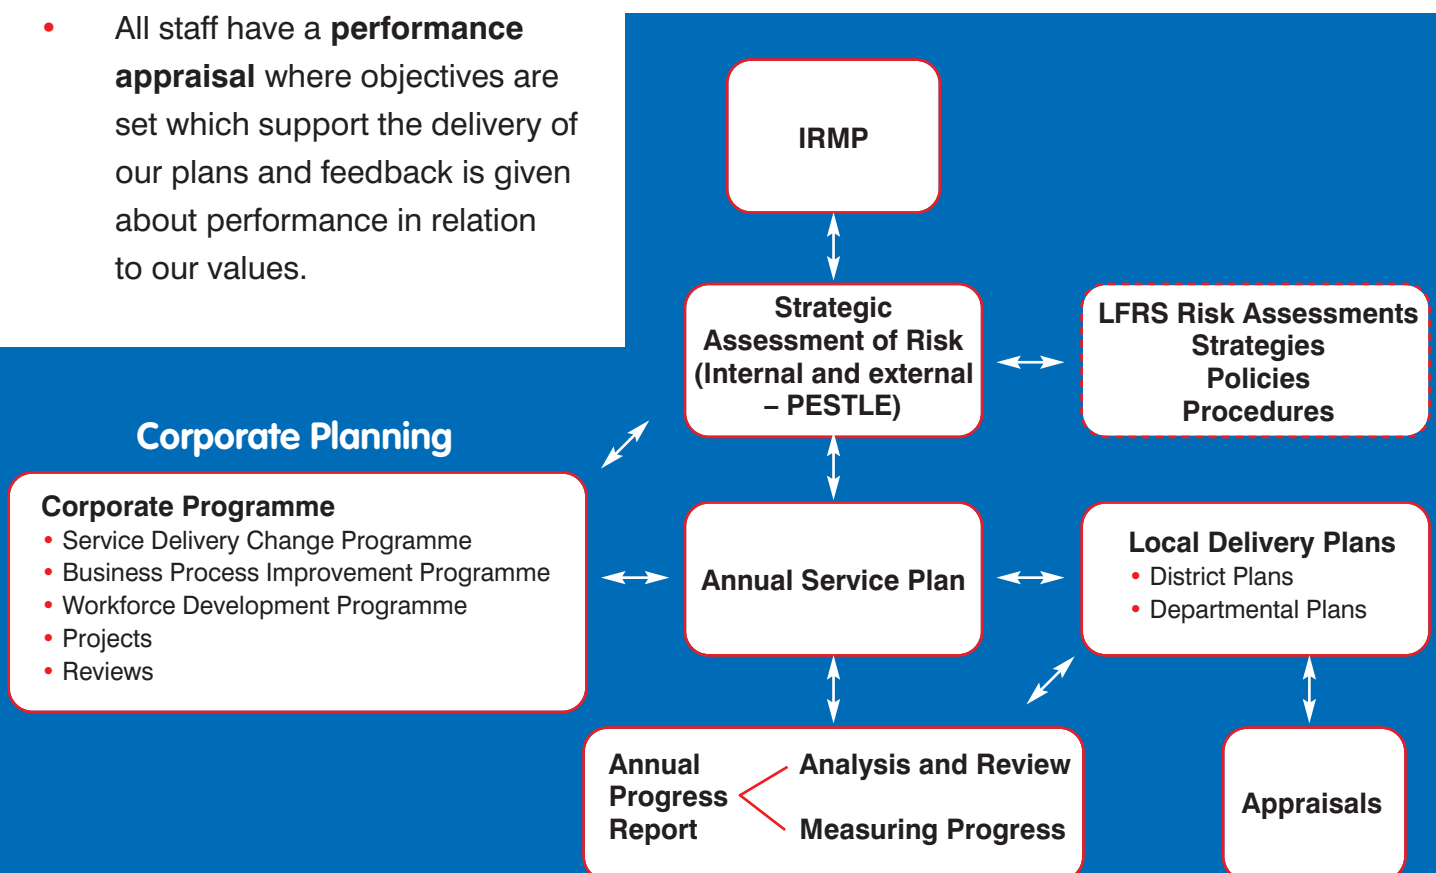 • All staff have a performance
appraisal where objectives are
set which support the delivery of
our plans and feedback is given
about performance in relation
to our values.
IRMP
Strategic
Assessment of Risk
(Internal and external
– PESTLE)
LFRS Risk Assessments
Strategies
Policies
Procedures
Corporate Planning
Corporate Programme
• Service Delivery Change Programme
• Business Process Improvement Programme
• Workforce Development Programme
• Projects
• Reviews
Annual Service Plan
Local Delivery Plans
• District Plans
• Departmental Plans
Annual
Progress
Report
Analysis and Review
Measuring Progress
Appraisals